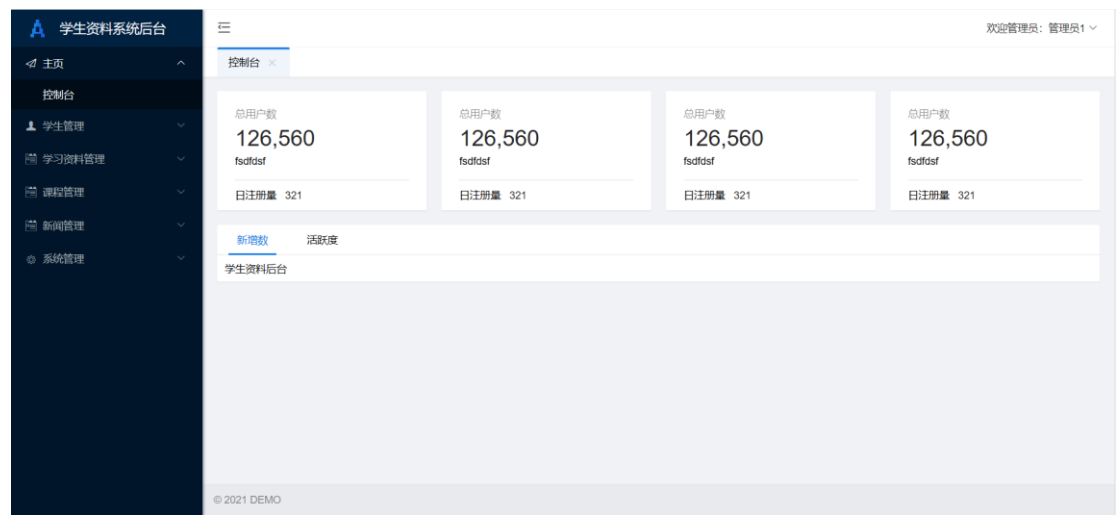 学生资料系统后台
欢迎管理员：管理员1
主页
控制台
控制台
学生管理
学习资料管理
课程管理
新闻管理
系统管理
总用户数
126,560
fsdfdsf
日注册量 321
总用户数
126,560
fsdfdsf
日注册量 321
总用户数
126,560
fsdfdsf
日注册量 321
总用户数
126,560
fsdfdsf
日注册量 321
新增数 活跃度
学生资料后台
© 2021 DEMO